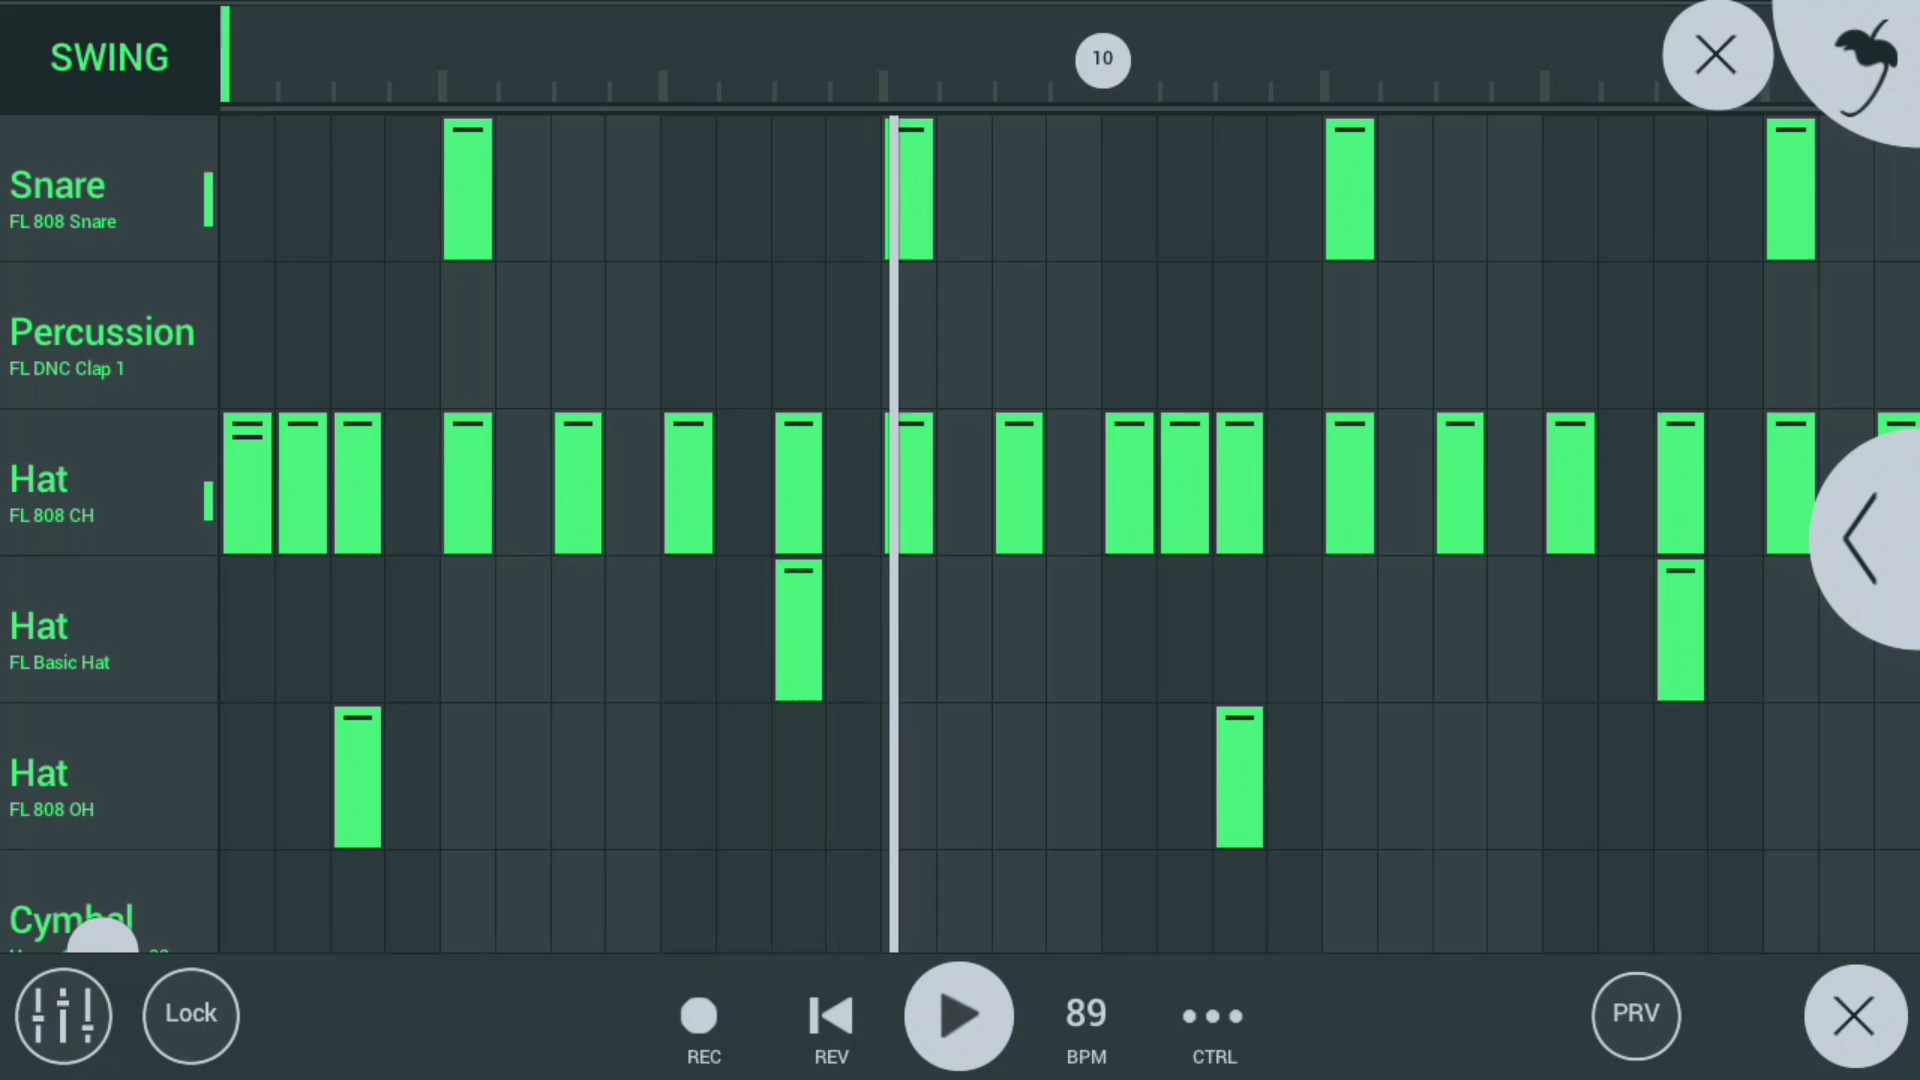 SWING
10
Snare
FL 808 Snare
Percussion
FL DNC Clap 1
Hat
FL 808 CH
Hat
FL Basic Hat
Hat
FL 808 OH
Cymbal
Lock
REC
REV
89
BPM
CTRL
PRV